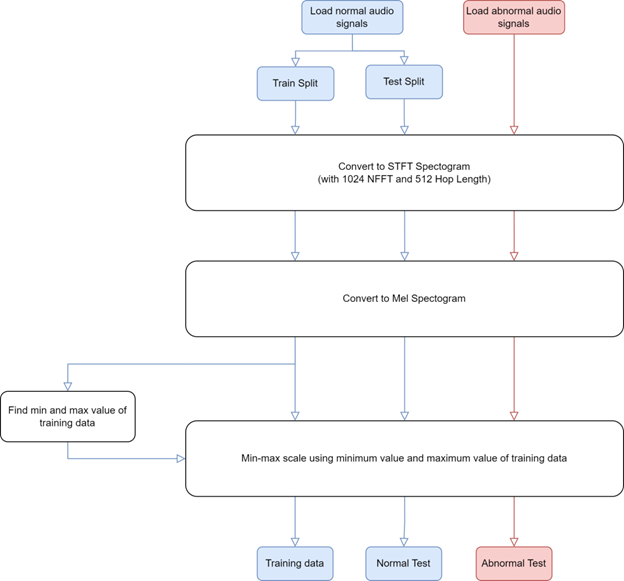 Load normal audio
signals
Load abnormal audio
signals
Train Split
Test Split
Convert to STFT Spectrogram
(with 1024 NFFT and 512 Hop Length)
Convert to Mel Spectrogram
Find min and max value of
training data
Min-max scale using minimum value and maximum value of training data
Training data
Normal Test
Abnormal Test